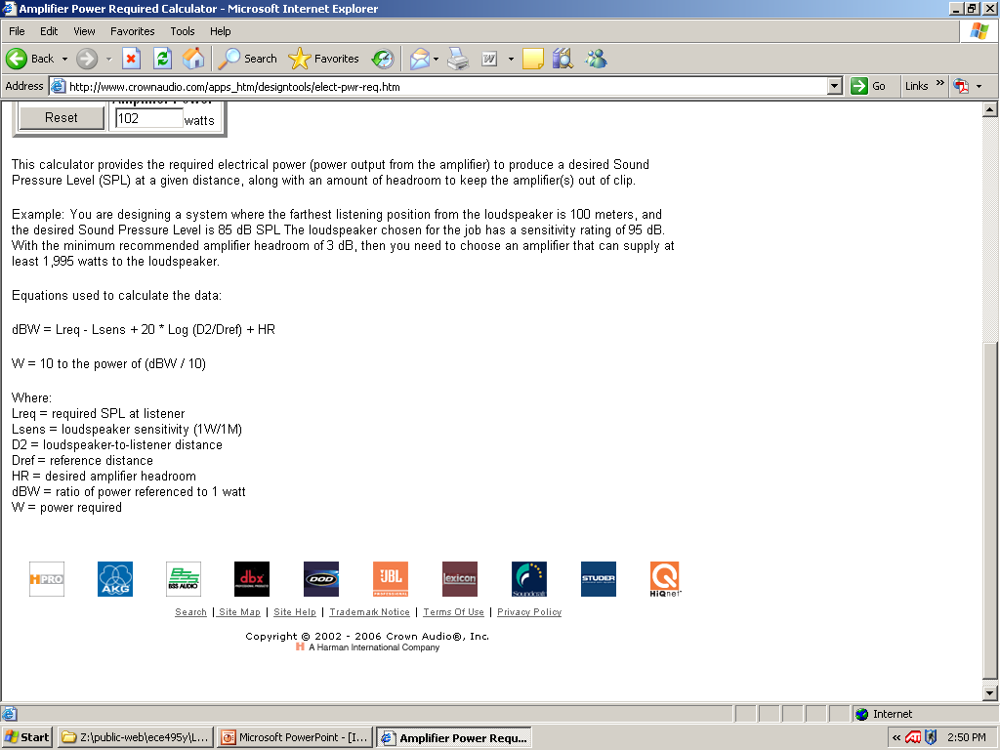 Amplifier Power Required Calculator - Microsoft Internet Explorer
File Edit View Favorites Tools Help
Back Search Favorites
Address http://www.crownaudio.com/apps_htm/designtools/elect-pwr-req.htm Go Links »
Amplifier Power
Reset 102 watts
This calculator provides the required electrical power (power output from the amplifier) to produce a desired Sound
Pressure Level (SPL) at a given distance, along with an amount of headroom to keep the amplifier(s) out of clip.
Example: You are designing a system where the farthest listening position from the loudspeaker is 100 meters, and
the desired Sound Pressure Level is 85 dB SPL The loudspeaker chosen for the job has a sensitivity rating of 95 dB.
With the minimum recommended amplifier headroom of 3 dB, then you need to choose an amplifier that can supply at
least 1,995 watts to the loudspeaker.
Equations used to calculate the data:
dBW = Lreq - Lsens + 20 * Log (D2/Dref) + HR
W = 10 to the power of (dBW / 10)
Where:
Lreq = required SPL at listener
Lsens = loudspeaker sensitivity (1W/1M)
D2 = loudspeaker-to-listener distance
Dref = reference distance
HR = desired amplifier headroom
dBW = ratio of power referenced to 1 watt
W = power required
HPRO AKG BSS AUDIO dbx DOD JBL lexicon Soundcraft STUDER HiQnet
PROFESSIONAL PRODUCTS PROFESSIONAL
Search | Site Map | Site Help | Trademark Notice | Terms Of Use | Privacy Policy
Copyright © 2002 - 2006 Crown Audio®, Inc.
H A Harman International Company
Internet
Start Z:\public-web\ece495y\L... Microsoft PowerPoint - [I... Amplifier Power Requ... « 2:50 PM